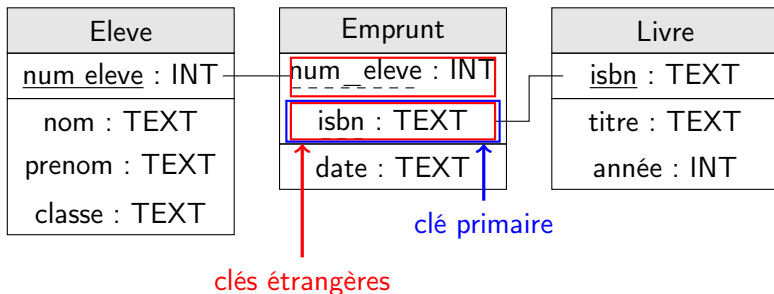 Eleve
num eleve : INT
nom : TEXT
prenom : TEXT
classe : TEXT
Emprunt
num_eleve : INT
isbn : TEXT
date : TEXT
Livre
isbn : TEXT
titre : TEXT
année : INT
clé primaire
clés étrangères